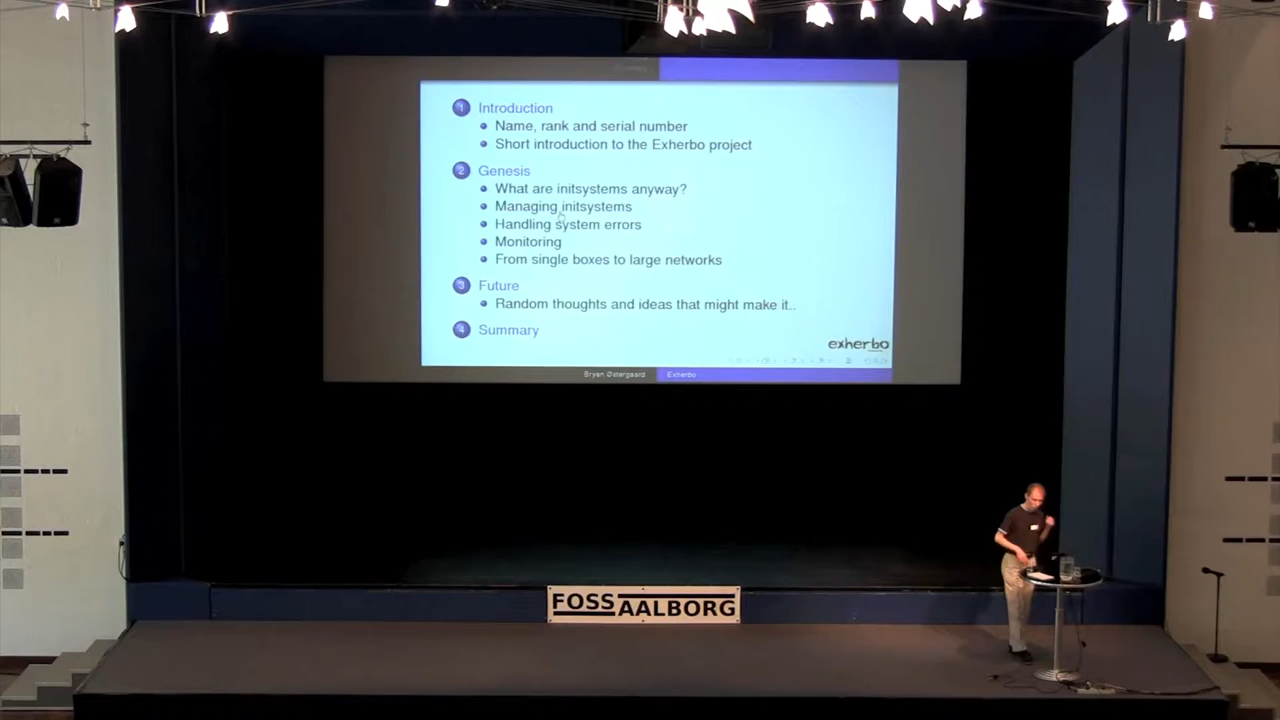 1 Introduction
Name, rank and serial number
Short introduction to the Exherbo project
2 Genesis
What are initsystems anyway?
Managing initsystems
Handling system errors
Monitoring
From single boxes to large networks
3 Future
Random thoughts and ideas that might make it..
4 Summary
exherbo
Bryan Østergaard Exherbo
FOSSAALBORG